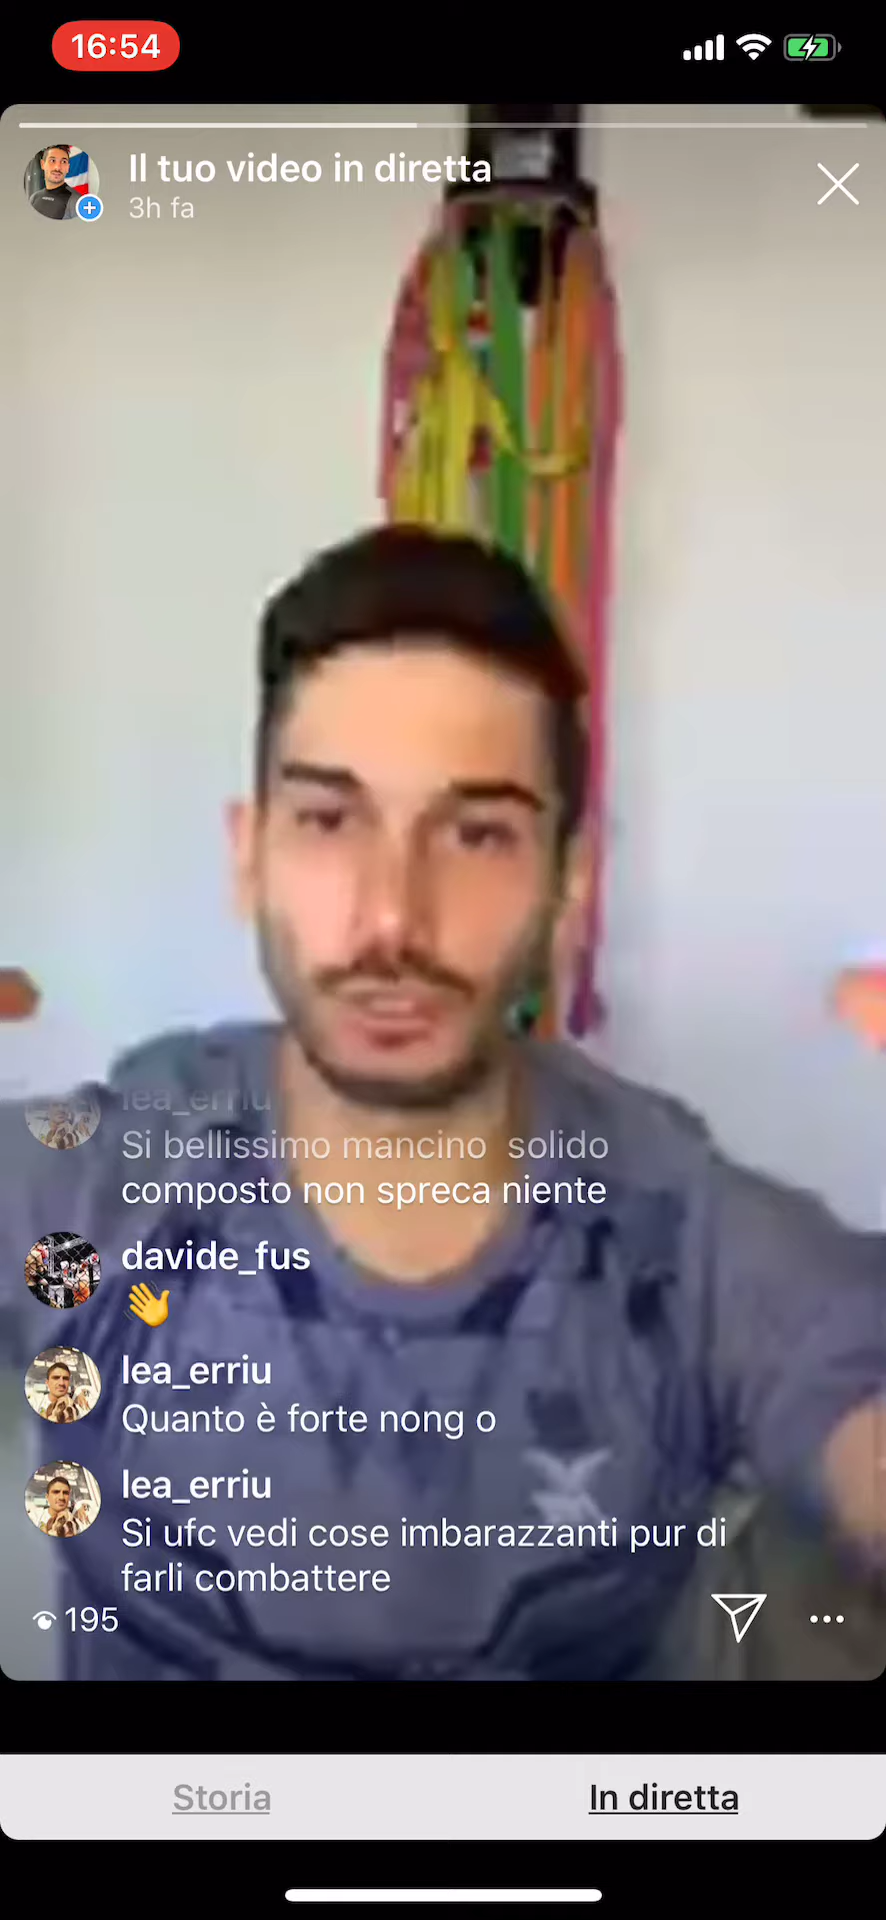 16:54
Il tuo video in diretta
3h fa
lea_erriu
Si bellissimo mancino solido
composto non spreca niente
davide_fus
lea_erriu
Quanto è forte nong o
lea_erriu
Si ufc vedi cose imbarazzanti pur di
farli combattere
195
Storia
In diretta